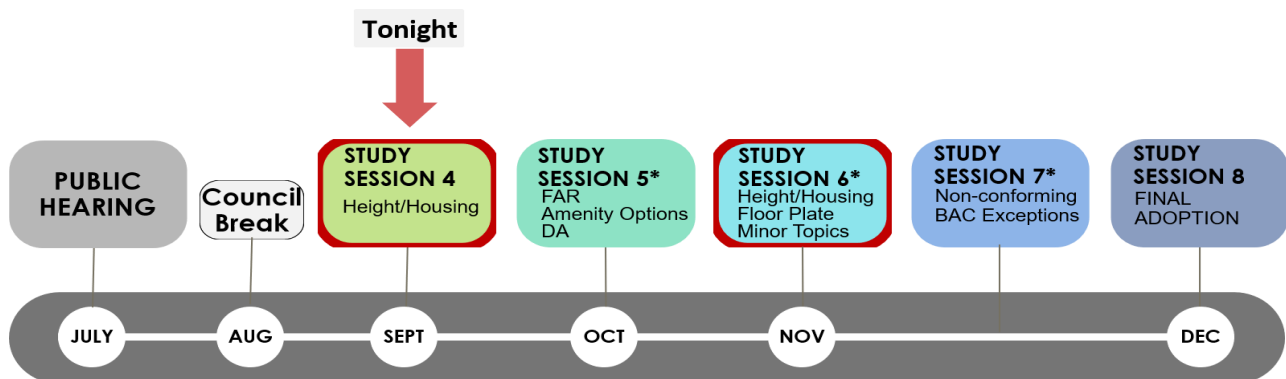 Tonight
PUBLIC
HEARING
Council
Break
STUDY
SESSION 4
Height/Housing
STUDY
SESSION 5*
FAR
Amenity Options
DA
STUDY
SESSION 6*
Height/Housing
Floor Plate
Minor Topics
STUDY
SESSION 7*
Non-conforming
BAC Exceptions
STUDY
SESSION 8
FINAL
ADOPTION
JULY
AUG
SEPT
OCT
NOV
DEC